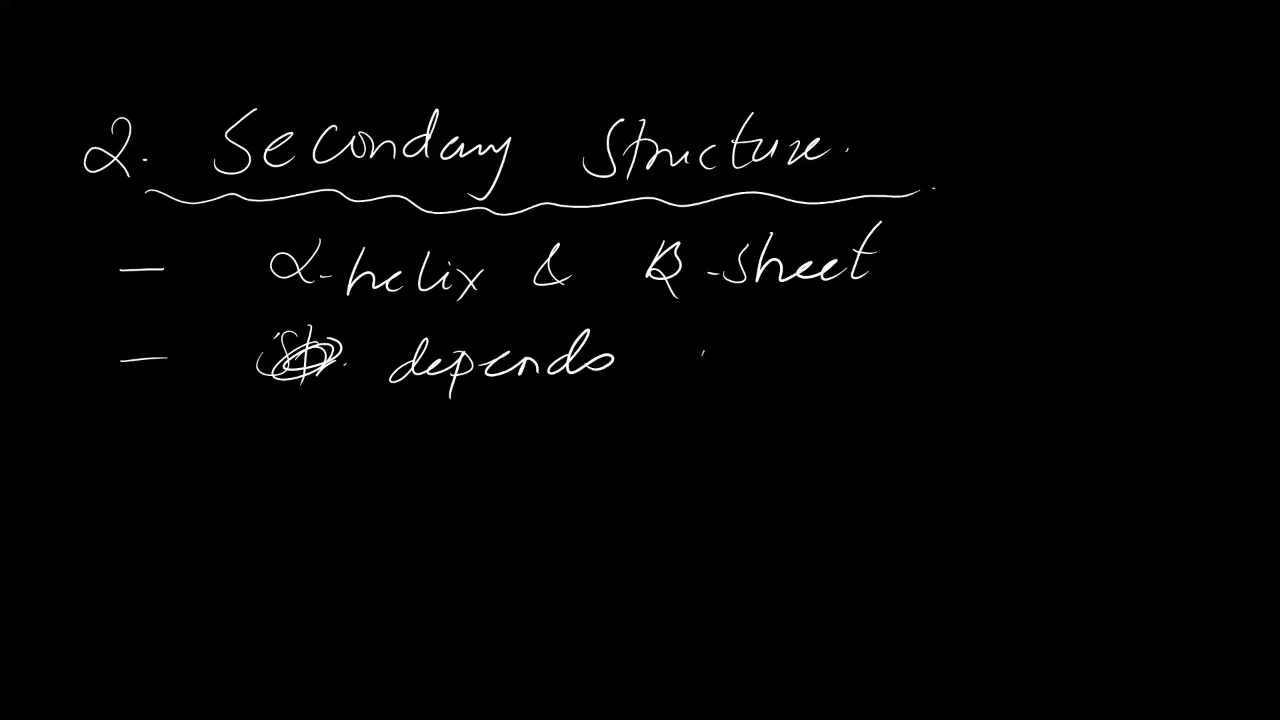 2. Secondary Structure.
- α-helix & β-sheet
- depends